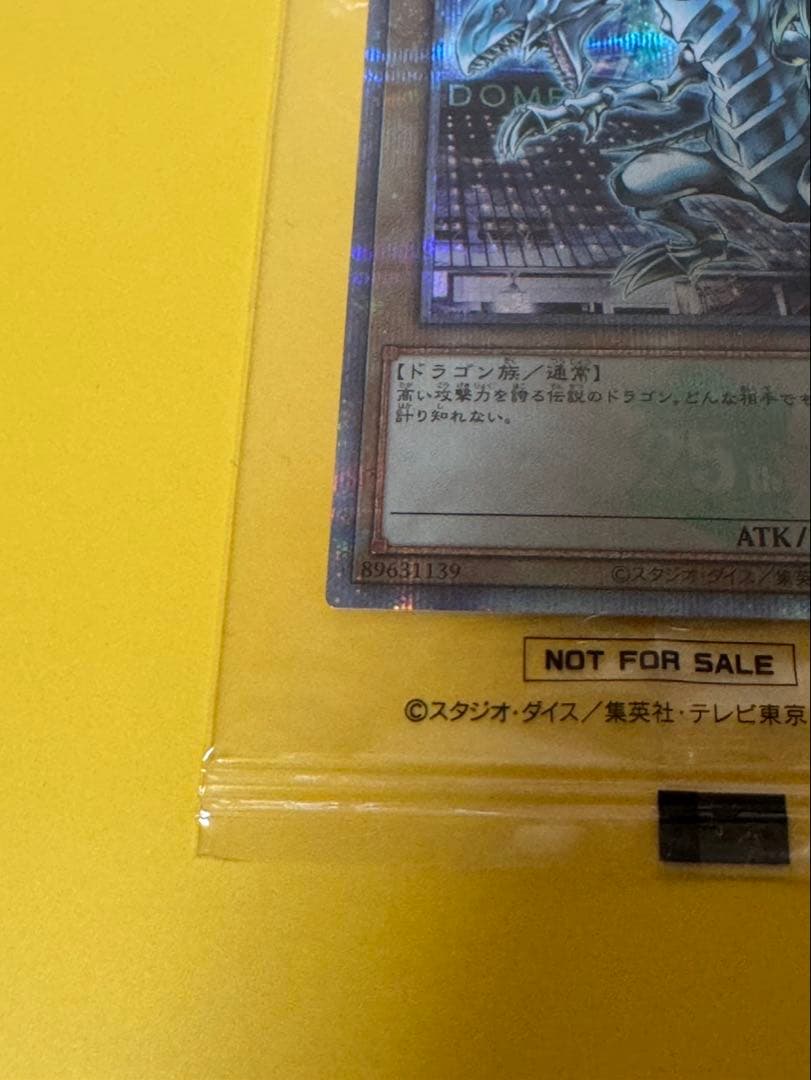 DOME
【ドラゴン族／通常】
高い攻撃力を誇る伝説のドラゴン。どんな相手でも
計り知れない。
25th
ATK/
89631139
©スタジオ・ダイス／集英
NOT FOR SALE
©スタジオ・ダイス／集英社・テレビ東京